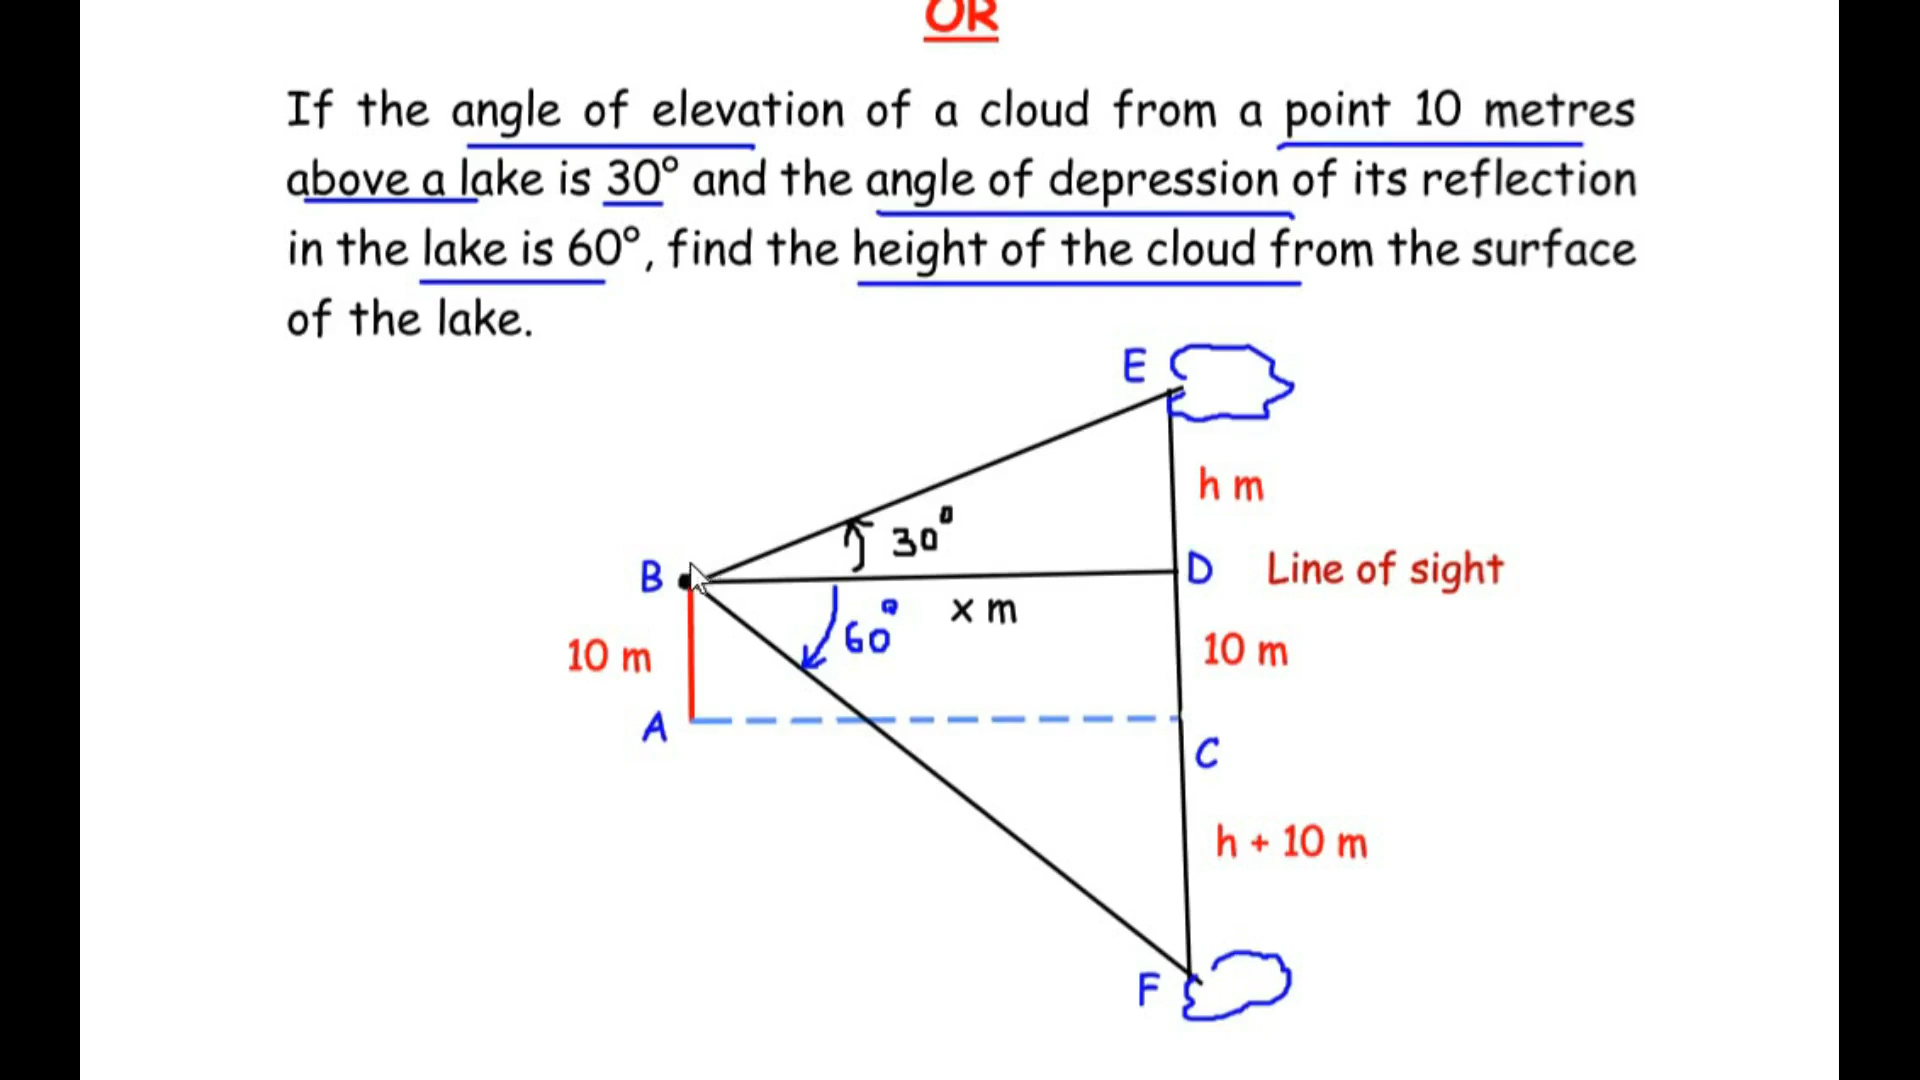 OR
If the angle of elevation of a cloud from a point 10 metres
above a lake is 30° and the angle of depression of its reflection
in the lake is 60°, find the height of the cloud from the surface
of the lake.
E
h m
30°
B
D Line of sight
x m
60°
10 m
10 m
A
C
h + 10 m
F